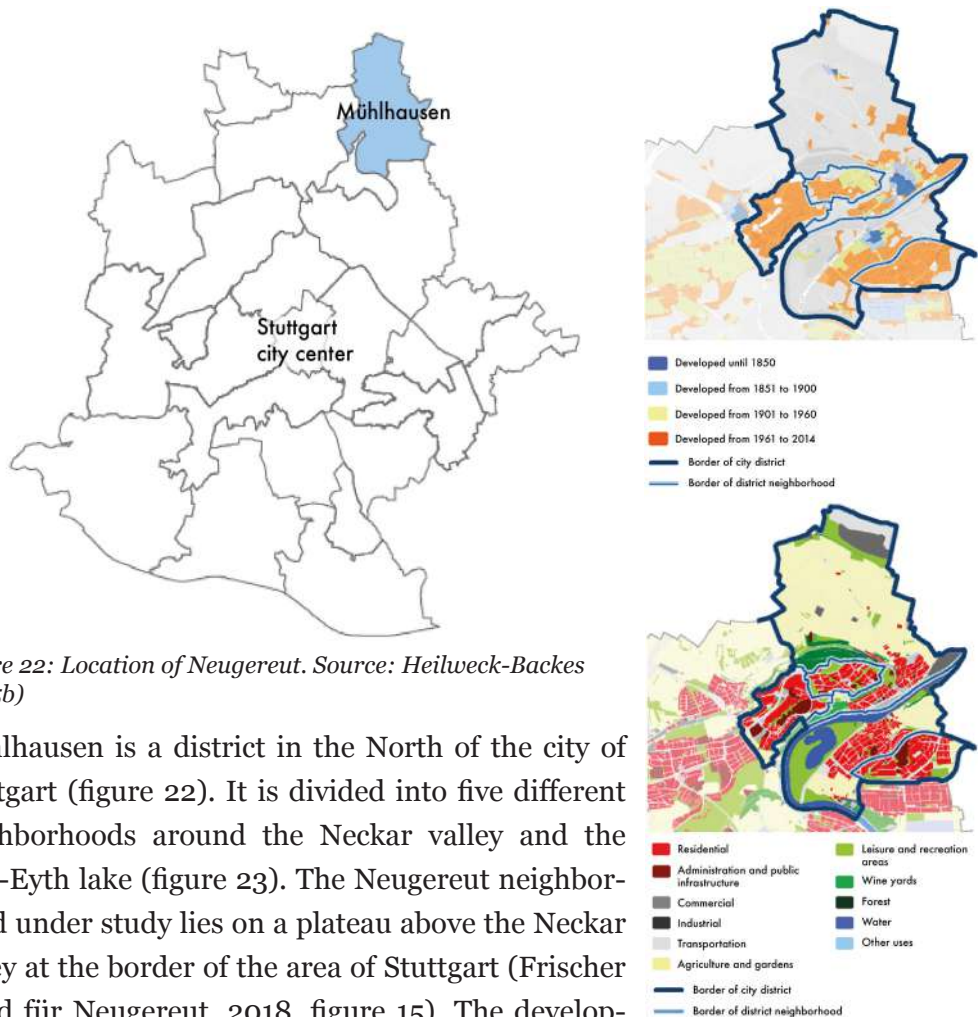 Mühlhausen
Stuttgart
city center
re 22: Location of Neugereut. Source: Heilweck-Backes
b)
lhausen is a district in the North of the city of
tgart (figure 22). It is divided into five different
ghborhoods around the Neckar valley and the
-Eyth lake (figure 23). The Neugereut neighbor-
d under study lies on a plateau above the Neckar
ey at the border of the area of Stuttgart (Frischer
d für Neugereut, 2018, figure 15). The develop-
Developed until 1850
Developed from 1851 to 1900
Developed from 1901 to 1960
Developed from 1961 to 2014
Border of city district
Border of district neighborhood
Residential
Administration and public
infrastructure
Commercial
Industrial
Transportation
Agriculture and gardens
Leisure and recreation
areas
Wine yards
Forest
Water
Other uses
Border of city district
Border of district neighborhood